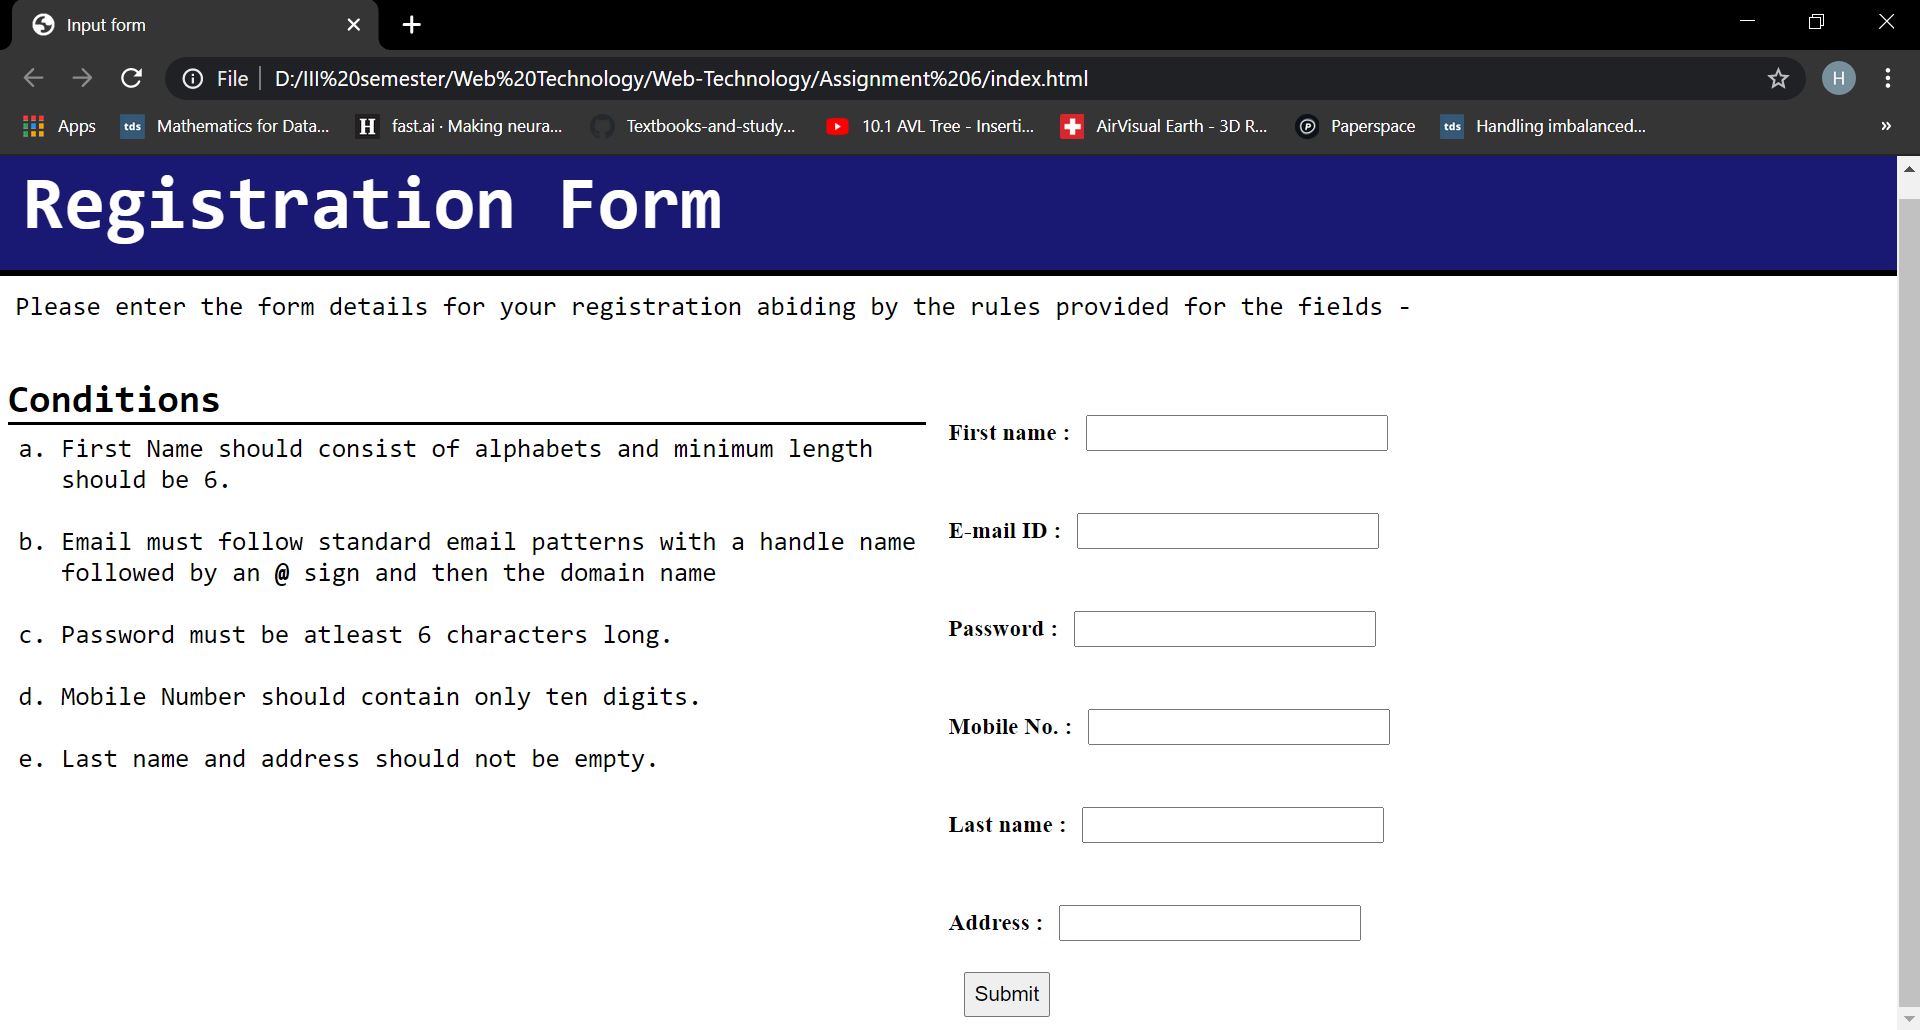 Input form
File D:/III%20semester/Web%20Technology/Web-Technology/Assignment%206/index.html
H
Apps tds Mathematics for Data... H fast.ai · Making neura... Textbooks-and-study... 10.1 AVL Tree - Inserti... AirVisual Earth - 3D R... P Paperspace tds Handling imbalanced... »
Registration Form
Please enter the form details for your registration abiding by the rules provided for the fields -
Conditions
a. First Name should consist of alphabets and minimum length
should be 6.
b. Email must follow standard email patterns with a handle name
followed by an @ sign and then the domain name
c. Password must be atleast 6 characters long.
d. Mobile Number should contain only ten digits.
e. Last name and address should not be empty.
First name :
E-mail ID :
Password :
Mobile No. :
Last name :
Address :
Submit